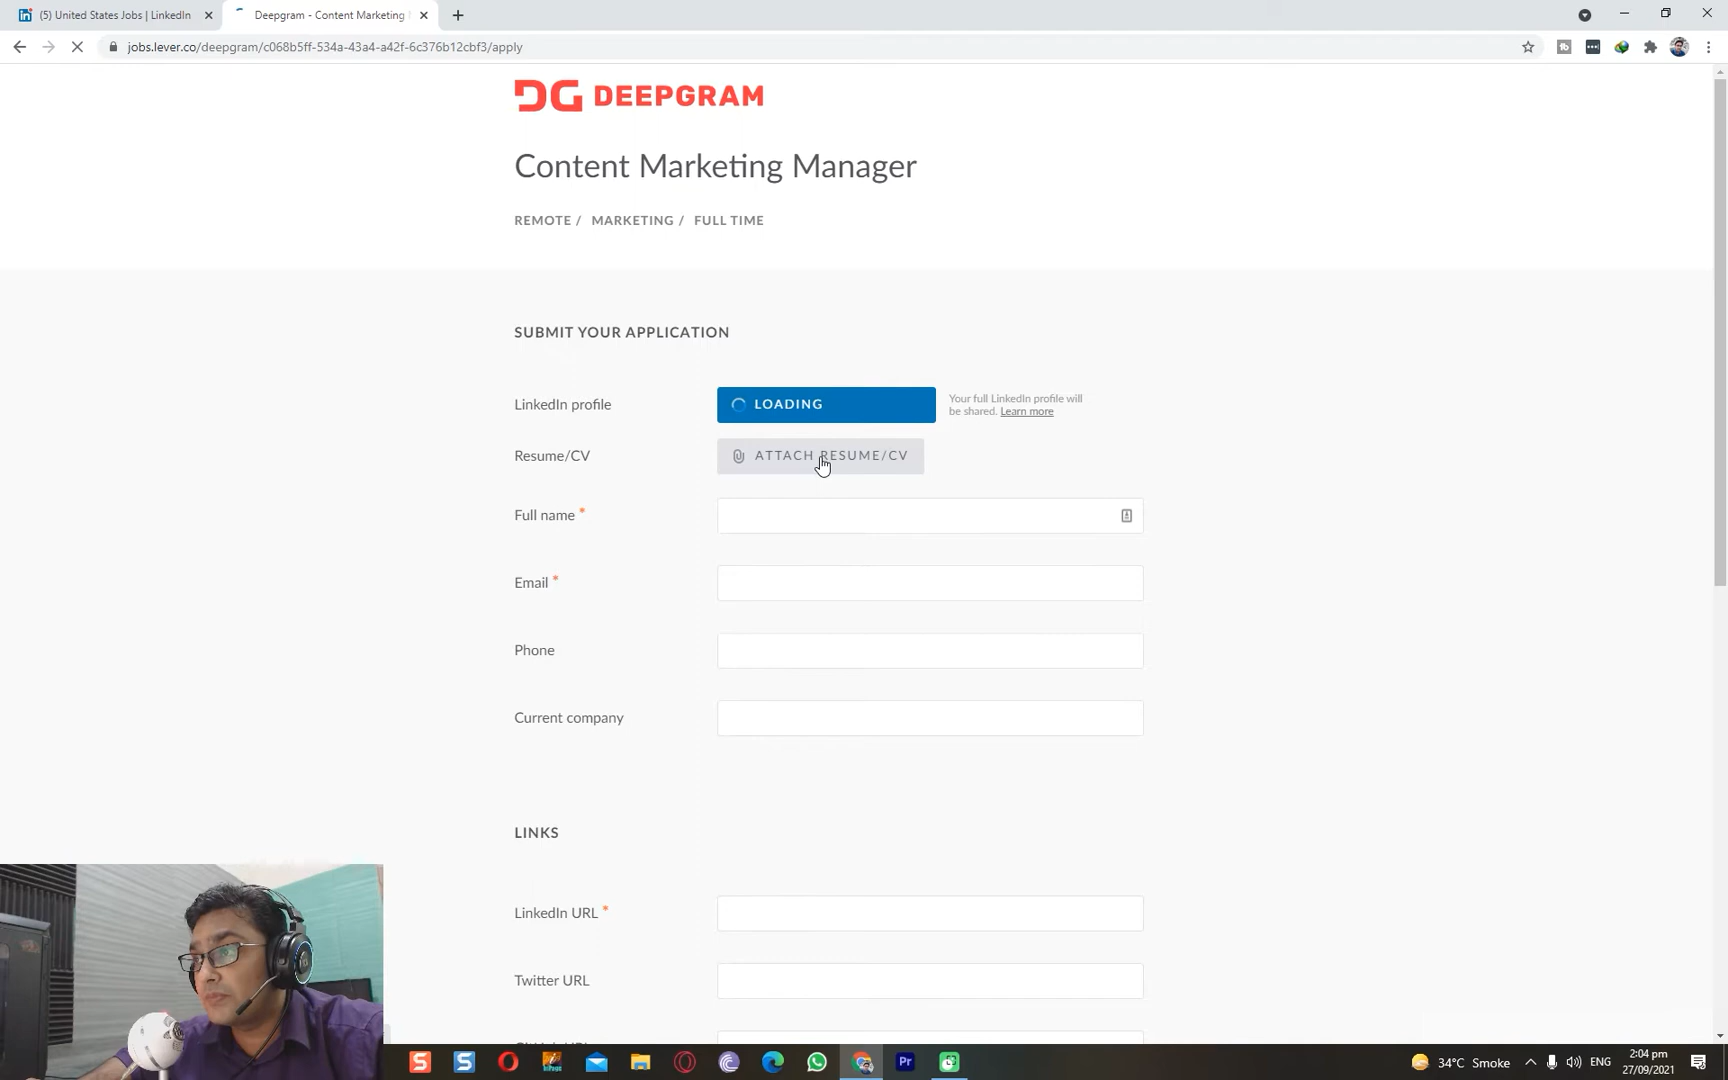 (5) United States Jobs | LinkedIn
Deepgram - Content Marketing
jobs.lever.co/deepgram/c068b5ff-534a-43a4-a42f-6c376b12cbf3/apply
DG DEEPGRAM
Content Marketing Manager
REMOTE / MARKETING / FULL TIME
SUBMIT YOUR APPLICATION
LinkedIn profile
LOADING
Your full LinkedIn profile will
be shared. Learn more
Resume/CV
ATTACH RESUME/CV
Full name *
Email *
Phone
Current company
LINKS
LinkedIn URL *
Twitter URL
34°C Smoke
ENG
2:04 pm
27/09/2021